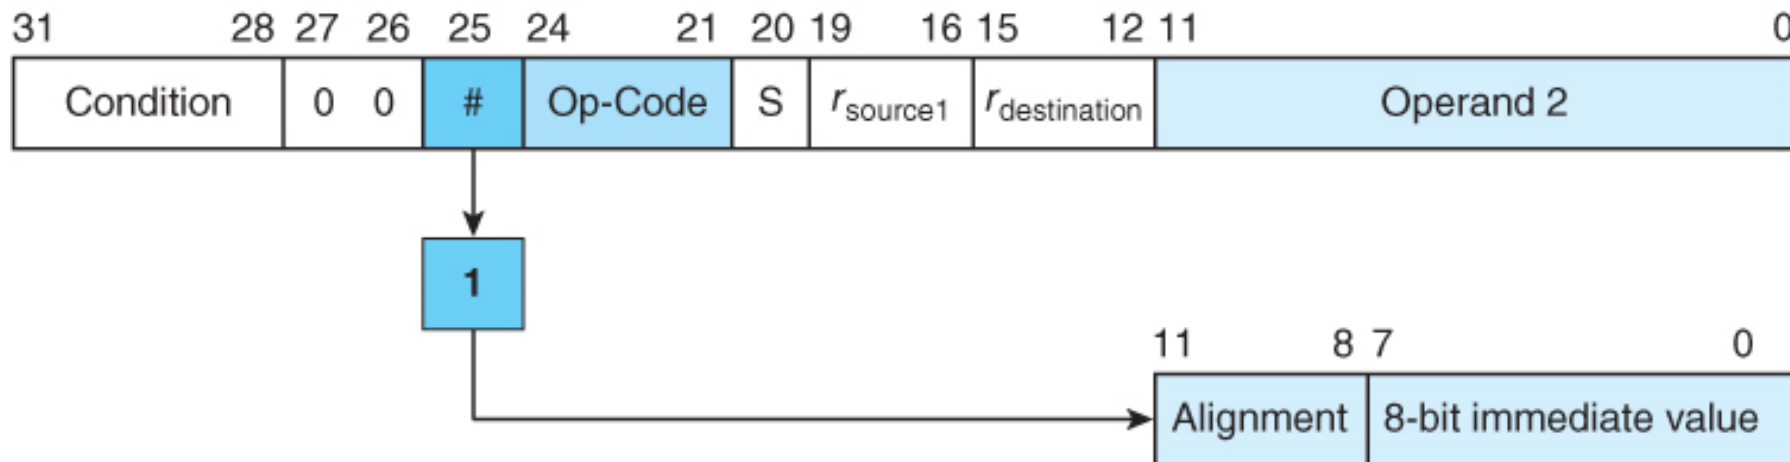 31 28 27 26 25 24 21 20 19 16 15 12 11 0
Condition 0 0 # Op-Code S rsource1 rdestination Operand 2
1
11 8 7 0
Alignment 8-bit immediate value